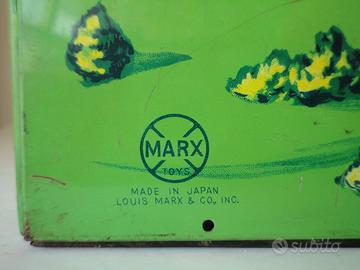 MARX
TOYS
MADE IN JAPAN
LOUIS MARX & CO., INC.
subito